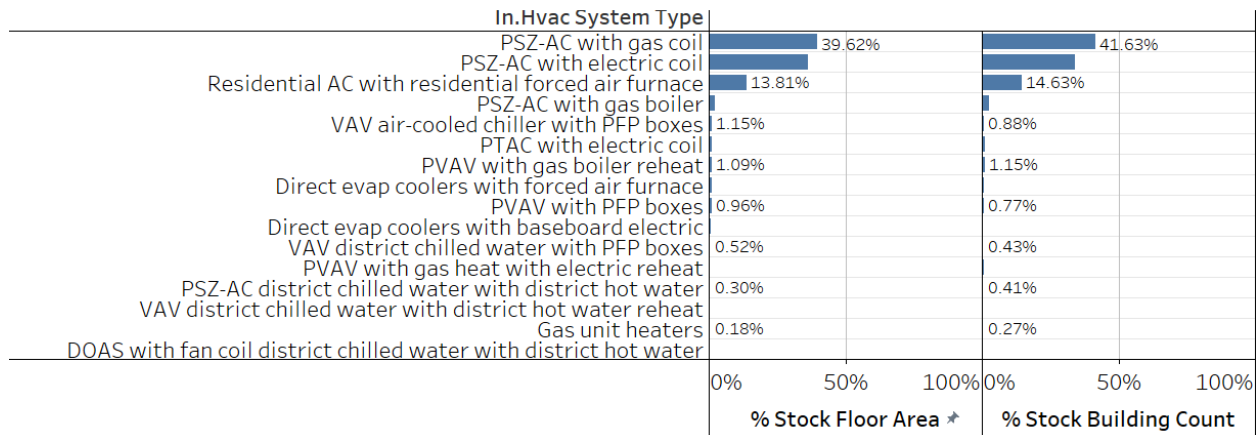 In.Hvac System Type
PSZ-AC with gas coil 39.62% 41.63%
PSZ-AC with electric coil
Residential AC with residential forced air furnace 13.81% 14.63%
PSZ-AC with gas boiler
VAV air-cooled chiller with PFP boxes 1.15% 0.88%
PTAC with electric coil
PVAV with gas boiler reheat 1.09% 1.15%
Direct evap coolers with forced air furnace
PVAV with PFP boxes 0.96% 0.77%
Direct evap coolers with baseboard electric
VAV district chilled water with PFP boxes 0.52% 0.43%
PVAV with gas heat with electric reheat
PSZ-AC district chilled water with district hot water 0.30% 0.41%
VAV district chilled water with district hot water reheat
Gas unit heaters 0.18% 0.27%
DOAS with fan coil district chilled water with district hot water
0% 50% 100% 0% 50% 100%
% Stock Floor Area % Stock Building Count